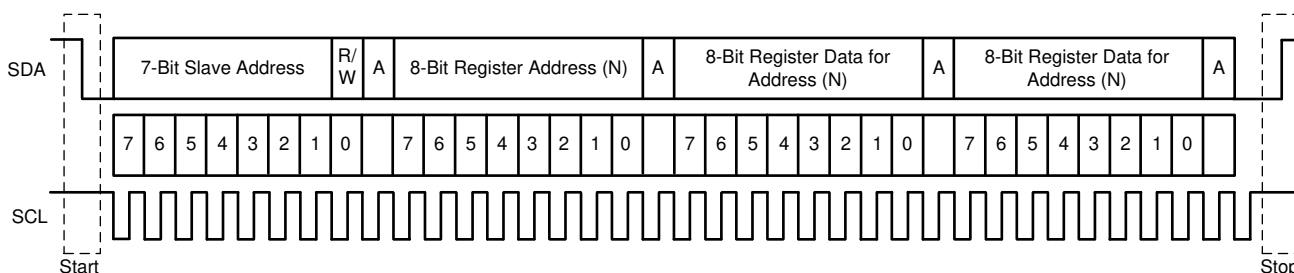 SDA
7-Bit Slave Address
R/
W
A
8-Bit Register Address (N)
A
8-Bit Register Data for
Address (N)
A
8-Bit Register Data for
Address (N)
A
7 6 5 4 3 2 1 0 7 6 5 4 3 2 1 0 7 6 5 4 3 2 1 0 7 6 5 4 3 2 1 0
SCL
Start
Stop